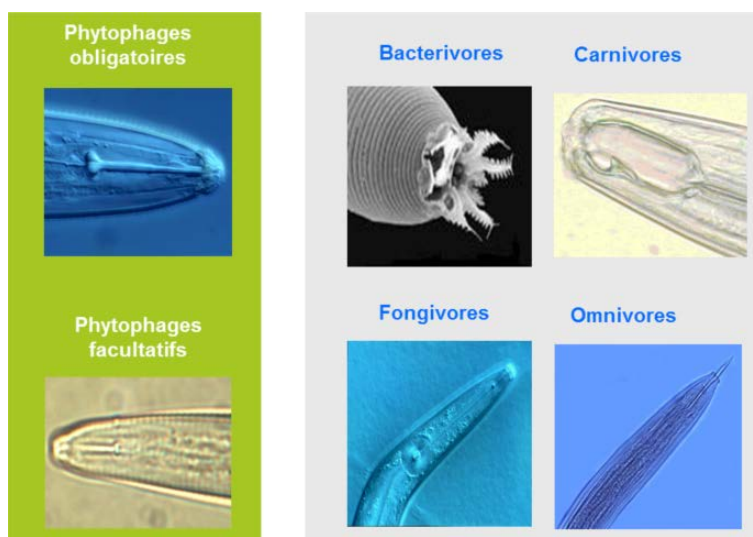 Phytophages
obligatoires
Phytophages
facultatifs
Bacterivores
Carnivores
Fongivores
Omnivores